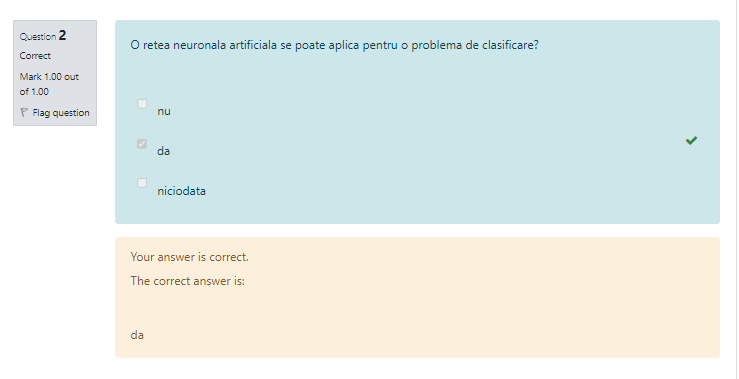 Question 2
Correct
Mark 1.00 out
of 1.00
Flag question
O retea neuronala artificiala se poate aplica pentru o problema de clasificare?
nu
da
niciodata
Your answer is correct.
The correct answer is:
da